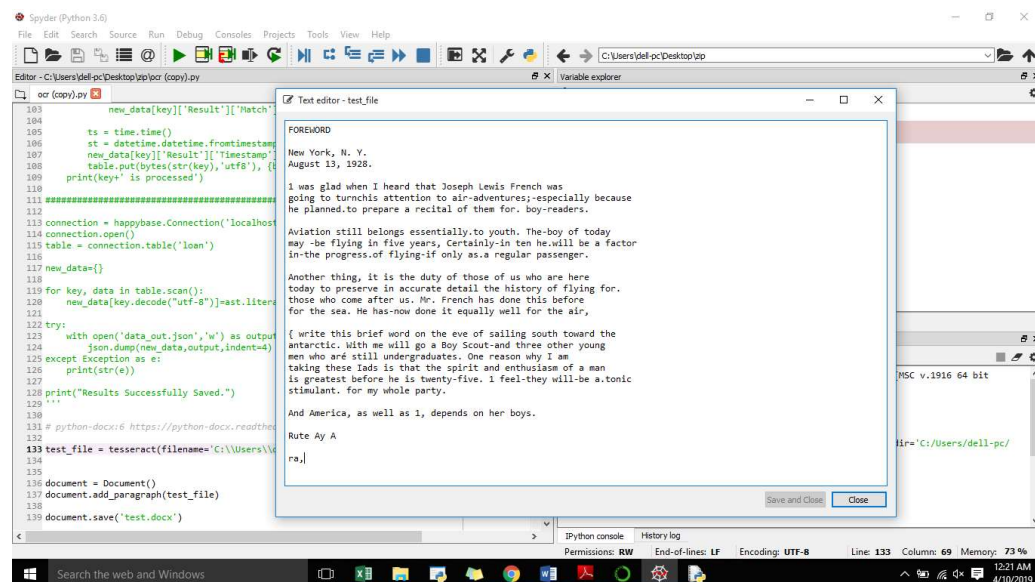 Spyder (Python 3.6)
File Edit Search Source Run Debug Consoles Projects Tools View Help
C:\Users\dell-pc\Desktop\zip
Editor - C:\Users\dell-pc\Desktop\zip\ocr (copy).py
Variable explorer
ocr (copy).py
103 new_data[key]['Result']['Match'
104
105 ts = time.time()
106 st = datetime.datetime.fromtimestamp
107 new_data[key]['Result']['Timestamp'
108 table.put(bytes(str(key),'utf8'), {b
109 print(key+' is processed')
110
111 ########################################
112
113 connection = happybase.Connection('localhost
114 connection.open()
115 table = connection.table('loan')
116
117 new_data={}
118
119 for key, data in table.scan():
120 new_data[key.decode("utf-8")]=ast.litera
121
122 try:
123 with open('data_out.json','w') as output
124 json.dump(new_data,output,indent=4)
125 except Exception as e:
126 print(str(e))
127
128 print("Results Successfully Saved.")
129 '''
130
131 # python-docx:6 https://python-docx.readthed
132
133 test_file = tesseract(filename='C:\\Users\\d
134
135
136 document = Document()
137 document.add_paragraph(test_file)
138
139 document.save('test.docx')
Text editor - test_file
FOREWORD
New York, N. Y.
August 13, 1928.
1 was glad when I heard that Joseph Lewis French was
going to turnchis attention to air-adventures;-especially because
he planned.to prepare a recital of them for. boy-readers.
Aviation still belongs essentially.to youth. The-boy of today
may -be flying in five years, Certainly-in ten he.will be a factor
in-the progress.of flying-if only as.a regular passenger.
Another thing, it is the duty of those of us who are here
today to preserve in accurate detail the history of flying for.
those who come after us. Mr. French has done this before
for the sea. He has-now done it equally well for the air,
{ write this brief word on the eve of sailing south toward the
antarctic. With me will go a Boy Scout-and three other young
men who aré still undergraduates. One reason why I am
taking these Iads is that the spirit and enthusiasm of a man
is greatest before he is twenty-five. 1 feel-they will-be a.tonic
stimulant. for my whole party.
And America, as well as 1, depends on her boys.
Rute Ay A
ra,
Save and Close Close
[MSC v.1916 64 bit
dir='C:/Users/dell-pc/
IPython console History log
Permissions: RW End-of-lines: LF Encoding: UTF-8 Line: 133 Column: 69 Memory: 73 %
Search the web and Windows
12:21 AM